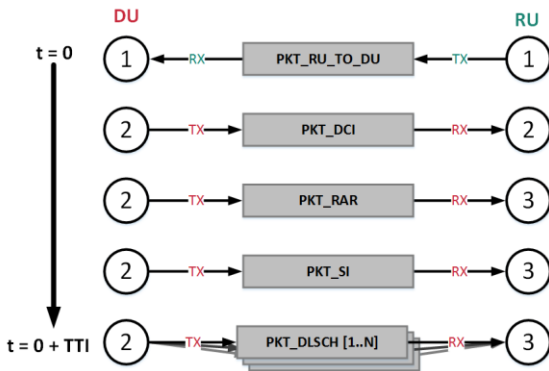 DU RU
t = 0 1 RX PKT_RU_TO_DU TX 1
2 TX PKT_DCI RX 2
2 TX PKT_RAR RX 3
2 TX PKT_SI RX 3
t = 0 + TTI 2 TX PKT_DLSCH [1..N] RX 3